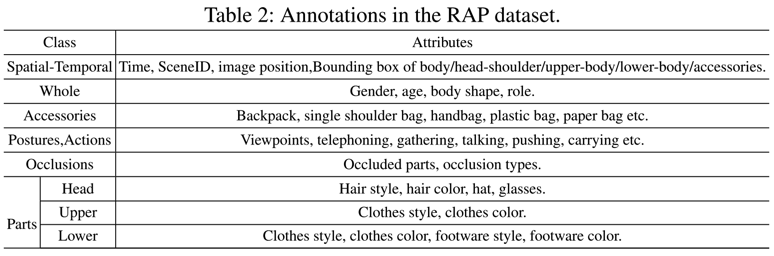 Table 2: Annotations in the RAP dataset.
Class Attributes
Spatial-Temporal Time, SceneID, image position,Bounding box of body/head-shoulder/upper-body/lower-body/accessories.
Whole Gender, age, body shape, role.
Accessories Backpack, single shoulder bag, handbag, plastic bag, paper bag etc.
Postures,Actions Viewpoints, telephoning, gathering, talking, pushing, carrying etc.
Occlusions Occluded parts, occlusion types.
Parts Head Hair style, hair color, hat, glasses.
Upper Clothes style, clothes color.
Lower Clothes style, clothes color, footware style, footware color.